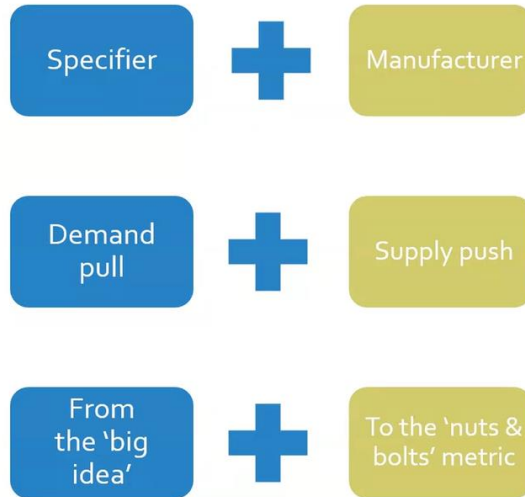 Specifier
Manufacturer
Demand
pull
Supply push
From
the ‘big
idea’
To the ‘nuts &
bolts’ metric